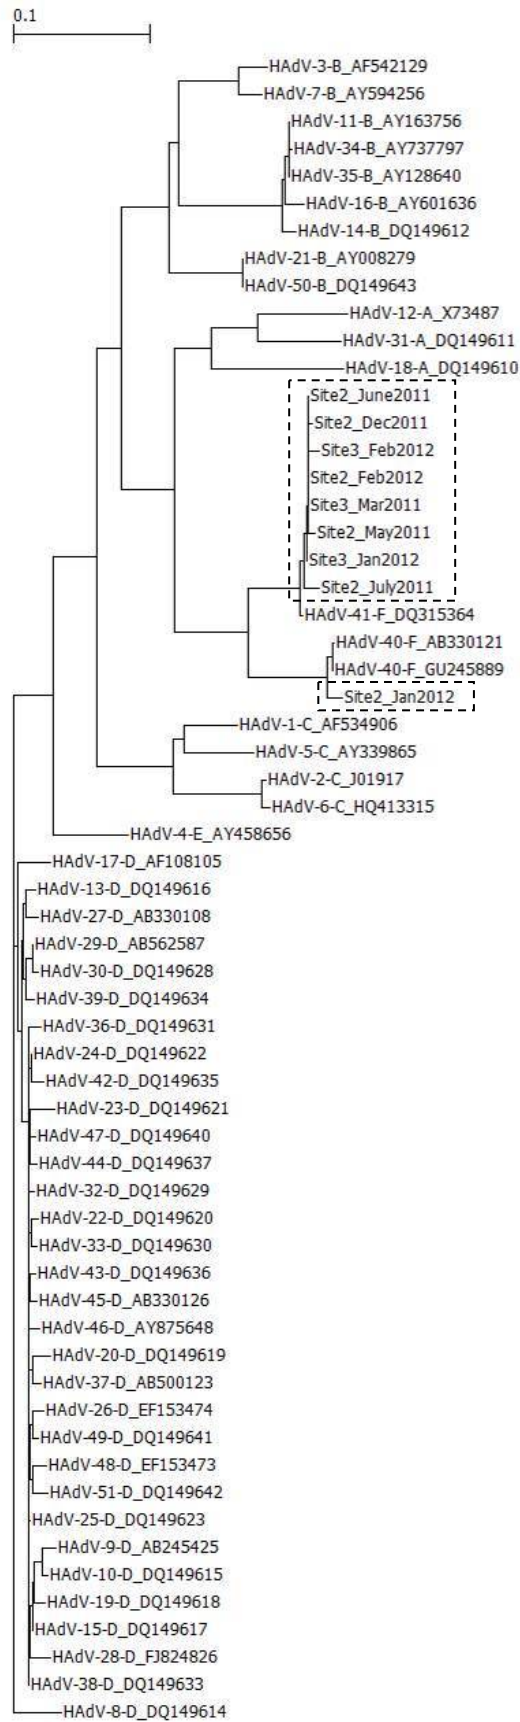 0.1
HAdV-3-B_AF542129
HAdV-7-B_AY594256
HAdV-11-B_AY163756
HAdV-34-B_AY737797
HAdV-35-B_AY128640
HAdV-16-B_AY601636
HAdV-14-B_DQ149612
HAdV-21-B_AY008279
HAdV-50-B_DQ149643
HAdV-12-A_X73487
HAdV-31-A_DQ149611
HAdV-18-A_DQ149610
Site2_June2011
Site2_Dec2011
Site3_Feb2012
Site2_Feb2012
Site3_Mar2011
Site2_May2011
Site3_Jan2012
Site2_July2011
HAdV-41-F_DQ315364
HAdV-40-F_AB330121
HAdV-40-F_GU245889
Site2_Jan2012
HAdV-1-C_AF534906
HAdV-5-C_AY339865
HAdV-2-C_J01917
HAdV-6-C_HQ413315
HAdV-4-E_AY458656
HAdV-17-D_AF108105
HAdV-13-D_DQ149616
HAdV-27-D_AB330108
HAdV-29-D_AB562587
HAdV-30-D_DQ149628
HAdV-39-D_DQ149634
HAdV-36-D_DQ149631
HAdV-24-D_DQ149622
HAdV-42-D_DQ149635
HAdV-23-D_DQ149621
HAdV-47-D_DQ149640
HAdV-44-D_DQ149637
HAdV-32-D_DQ149629
HAdV-22-D_DQ149620
HAdV-33-D_DQ149630
HAdV-43-D_DQ149636
HAdV-45-D_AB330126
HAdV-46-D_AY875648
HAdV-20-D_DQ149619
HAdV-37-D_AB500123
HAdV-26-D_EF153474
HAdV-49-D_DQ149641
HAdV-48-D_EF153473
HAdV-51-D_DQ149642
HAdV-25-D_DQ149623
HAdV-9-D_AB245425
HAdV-10-D_DQ149615
HAdV-19-D_DQ149618
HAdV-15-D_DQ149617
HAdV-28-D_FJ824826
HAdV-38-D_DQ149633
HAdV-8-D_DQ149614